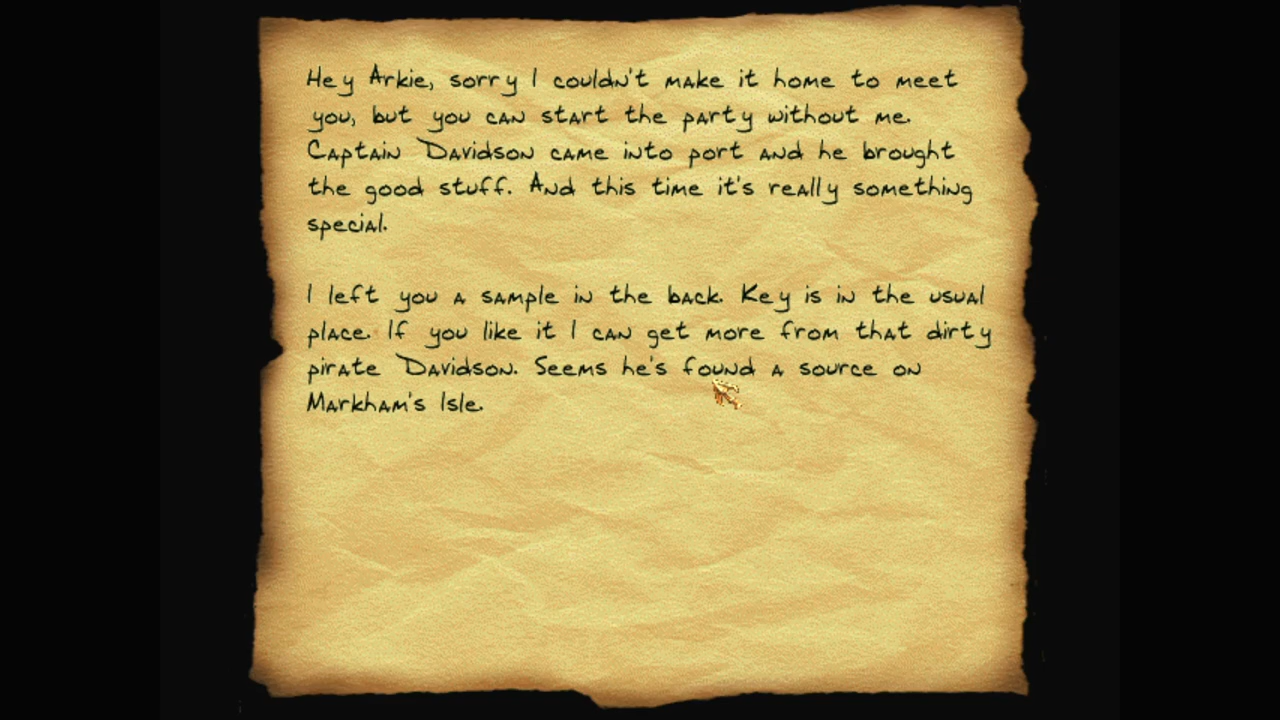 Hey Arkie, sorry I couldn't make it home to meet
you, but you can start the party without me.
Captain Davidson came into port and he brought
the good stuff. And this time it's really something
special.
I left you a sample in the back. Key is in the usual
place. If you like it I can get more from that dirty
pirate Davidson. Seems he's found a source on
Markham's Isle.